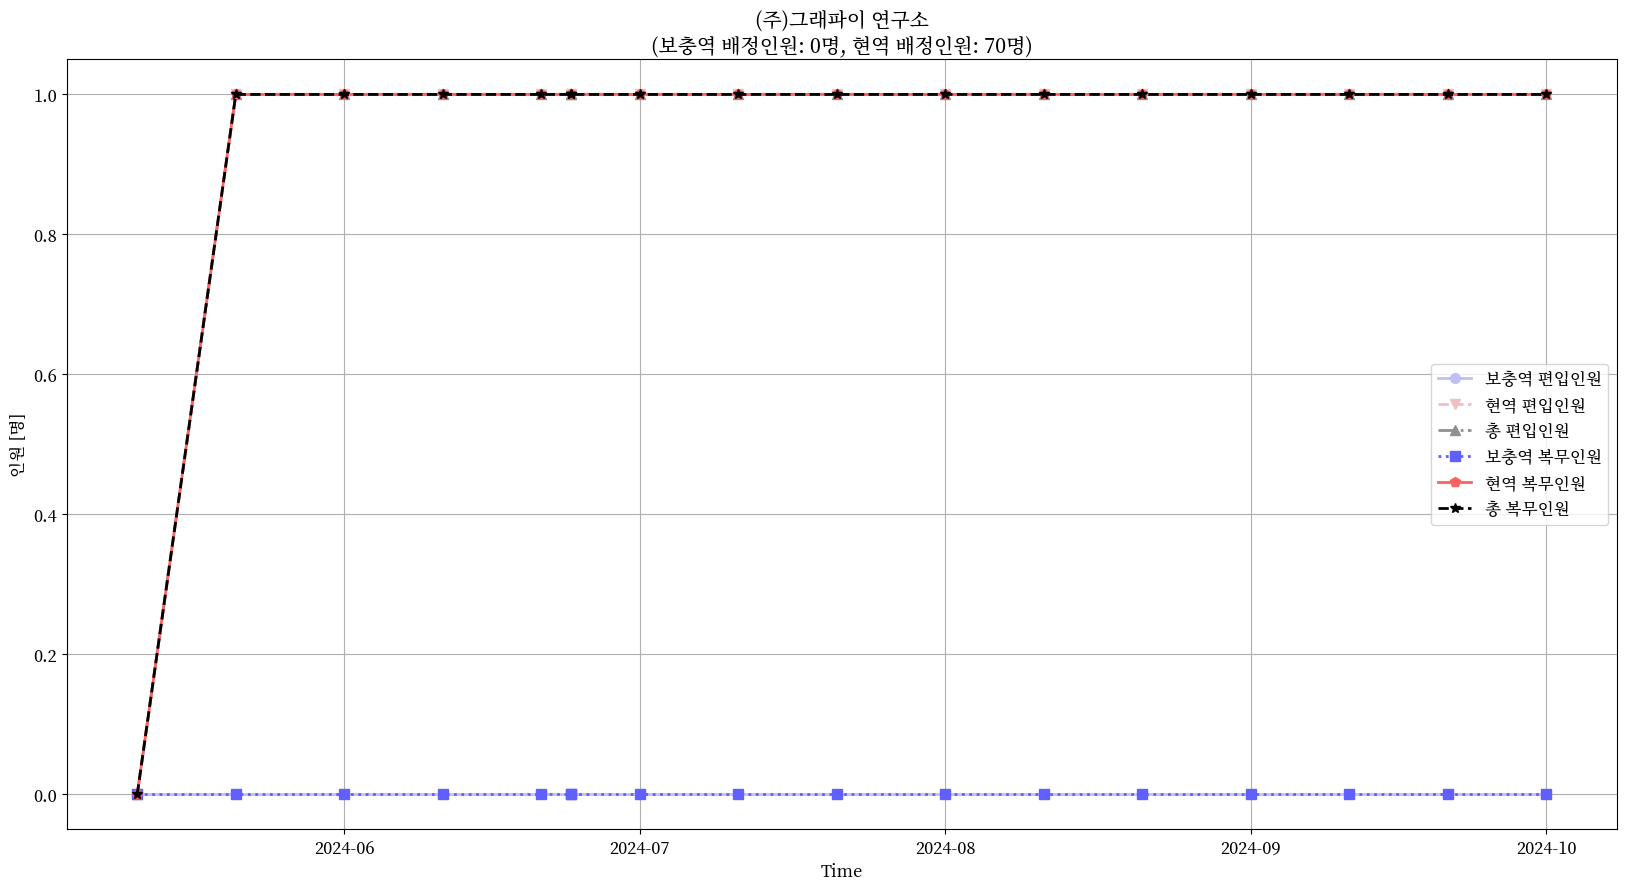 (주)그래파이 연구소
(보충역 배정인원: 0명, 현역 배정인원: 70명)
인원 [명]
1.0
0.8
0.6
0.4
0.2
0.0
보충역 편입인원
현역 편입인원
총 편입인원
보충역 복무인원
현역 복무인원
총 복무인원
2024-06 2024-07 2024-08 2024-09 2024-10
Time